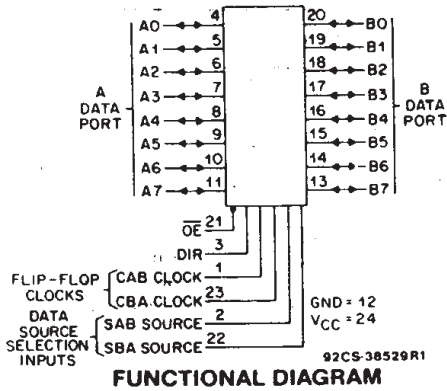 A0 4 20 B0
A1 5 19 B1
A2 6 18 B2
A3 7 17 B3
A4 8 16 B4
A5 9 15 B5
A6 10 14 B6
A7 11 13 B7
A DATA PORT
B DATA PORT
OE 21
DIR 3
FLIP-FLOP CLOCKS
CAB CLOCK 1
CBA CLOCK 23
DATA SOURCE SELECTION INPUTS
SAB SOURCE 2
SBA SOURCE 22
GND = 12
VCC = 24
92CS-38529R1
FUNCTIONAL DIAGRAM